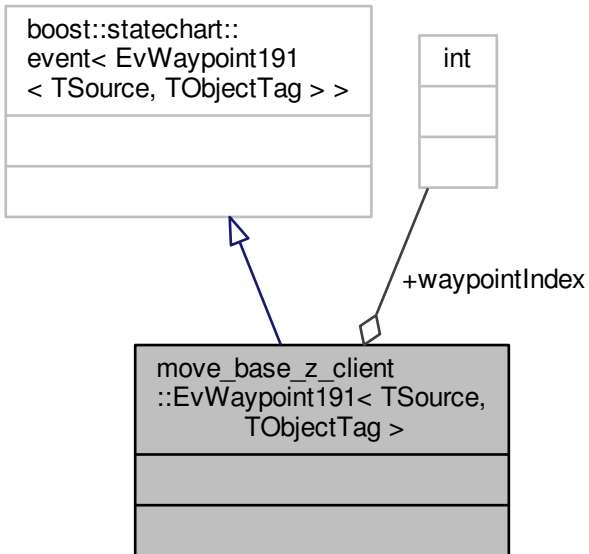 boost::statechart::
event< EvWaypoint191
< TSource, TObjectTag > >
int
+waypointIndex
move_base_z_client
::EvWaypoint191< TSource,
TObjectTag >